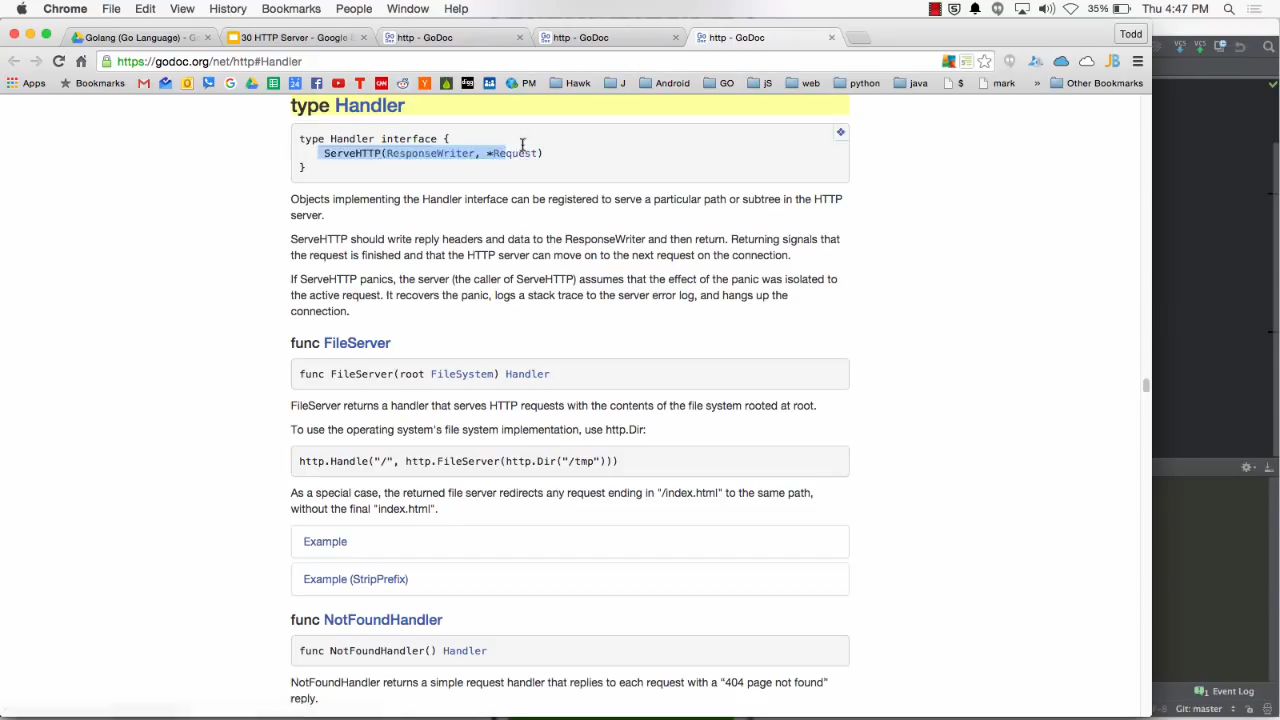 Chrome File Edit View History Bookmarks People Window Help 35% Thu 4:47 PM
Golang (Go Language) - G × 30 HTTP Server - Google × http - GoDoc × http - GoDoc × http - GoDoc × Todd
https://godoc.org/net/http#Handler
Apps Bookmarks PM Hawk J Android GO jS web python java $ mark Other Bookmarks
type Handler
type Handler interface {
ServeHTTP(ResponseWriter, *Request)
}
Objects implementing the Handler interface can be registered to serve a particular path or subtree in the HTTP
server.
ServeHTTP should write reply headers and data to the ResponseWriter and then return. Returning signals that
the request is finished and that the HTTP server can move on to the next request on the connection.
If ServeHTTP panics, the server (the caller of ServeHTTP) assumes that the effect of the panic was isolated to
the active request. It recovers the panic, logs a stack trace to the server error log, and hangs up the
connection.
func FileServer
func FileServer(root FileSystem) Handler
FileServer returns a handler that serves HTTP requests with the contents of the file system rooted at root.
To use the operating system's file system implementation, use http.Dir:
http.Handle("/", http.FileServer(http.Dir("/tmp")))
As a special case, the returned file server redirects any request ending in "/index.html" to the same path,
without the final "index.html".
Example
Example (StripPrefix)
func NotFoundHandler
func NotFoundHandler() Handler
NotFoundHandler returns a simple request handler that replies to each request with a “404 page not found”
reply.
1 Event Log
Git: master